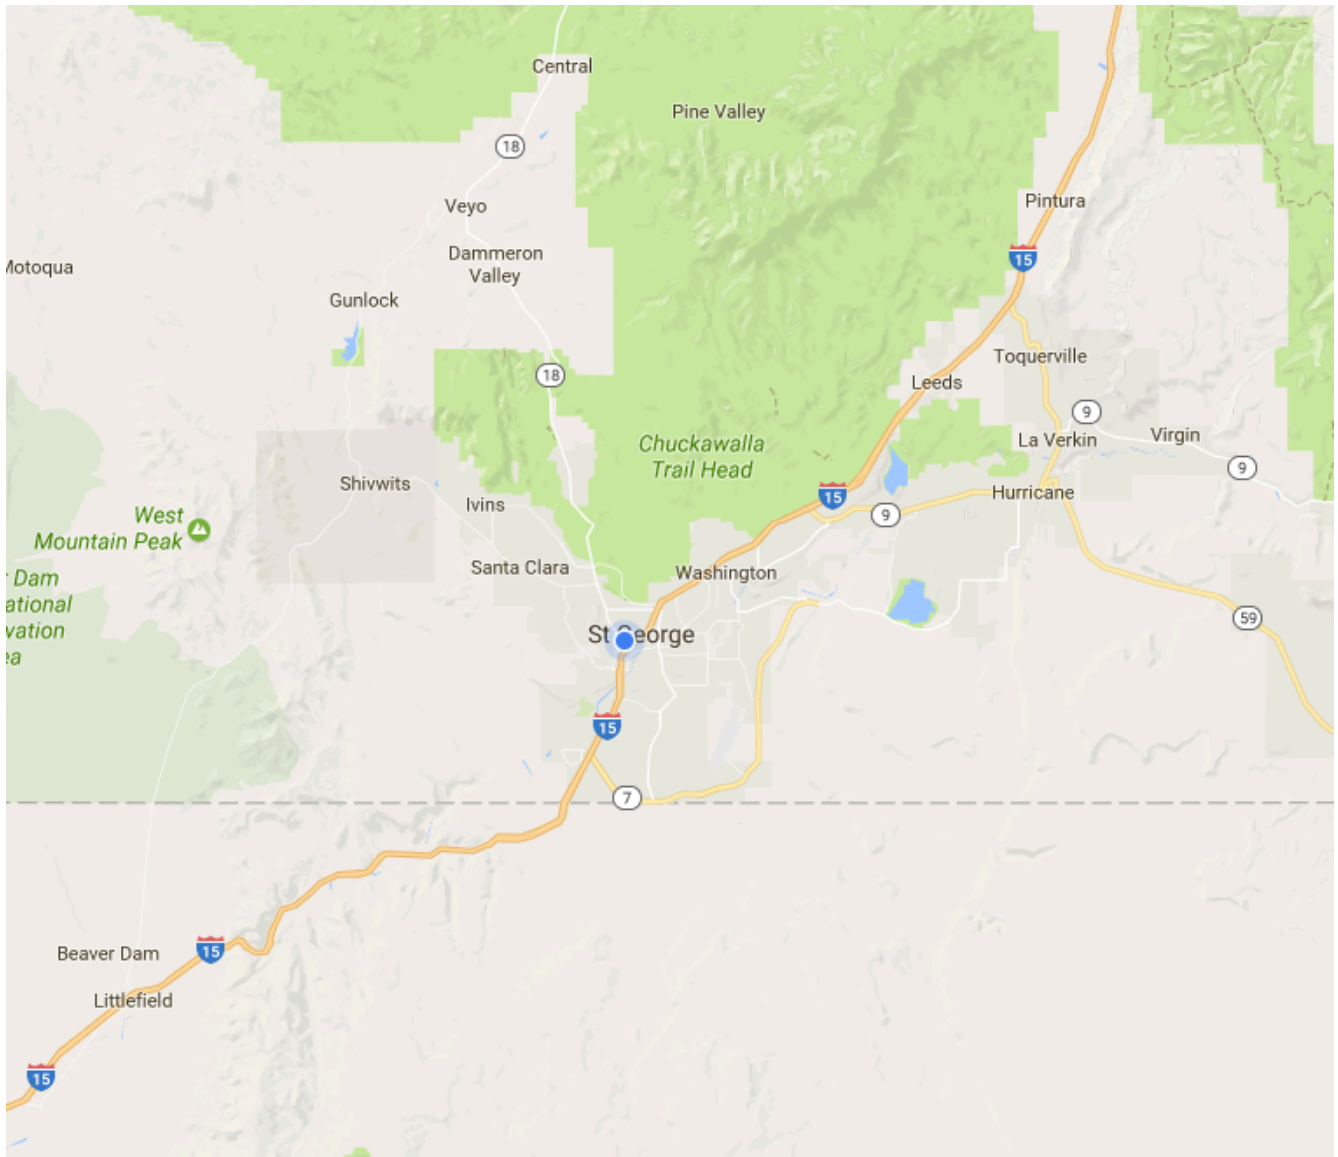 Central
Pine Valley
18
Veyo
Pintura
Dammeron
Valley
15
Motoqua
Gunlock
Toquerville
18
Leeds
9
Chuckawalla
Trail Head
La Verkin
Virgin
9
Shivwits
Ivins
15
Hurricane
9
West
Mountain Peak
Santa Clara
Washington
Dam
ational
vation
ea
59
St George
15
7
Beaver Dam
15
Littlefield
15